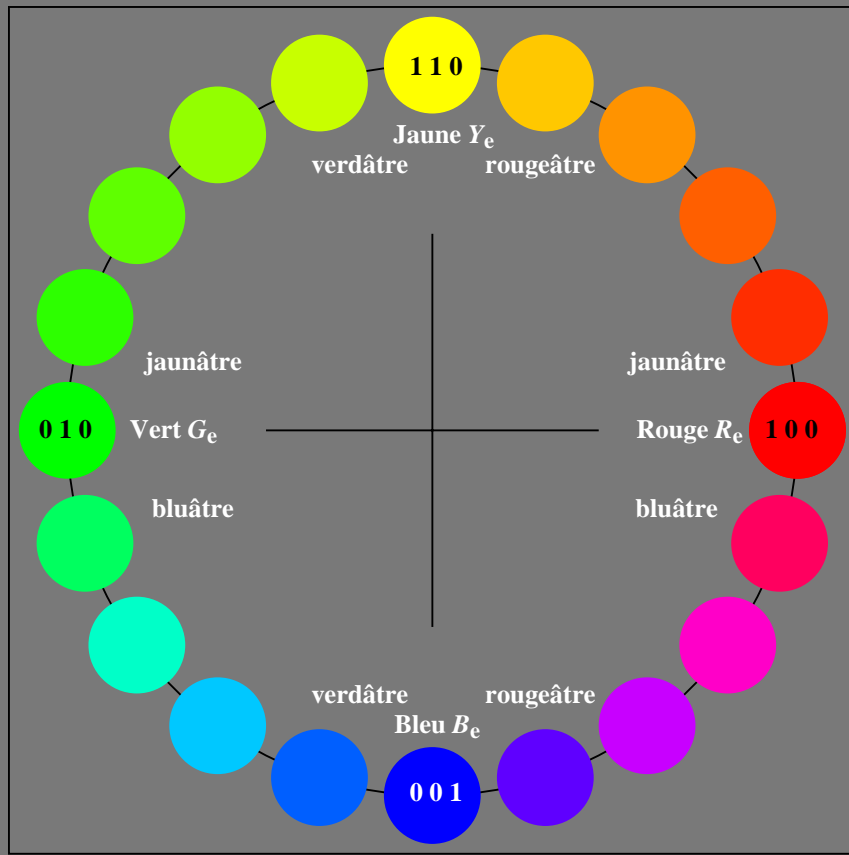 1 1 0
Jaune Ye
verdâtre rougeâtre
jaunâtre jaunâtre
0 1 0 Vert Ge Rouge Re 1 0 0
bluâtre bluâtre
verdâtre rougeâtre
Bleu Be
0 0 1